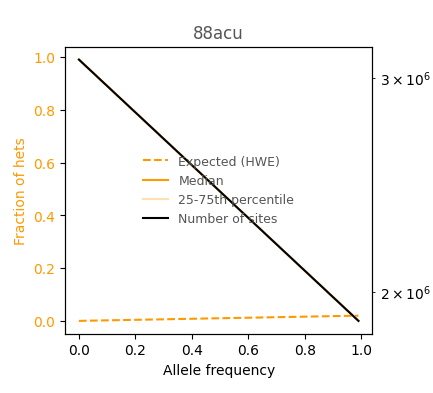 88acu
1.0
0.8
0.6
0.4
0.2
0.0
Fraction of hets
3 × 10⁶
2 × 10⁶
Expected (HWE)
Median
25-75th percentile
Number of sites
0.0 0.2 0.4 0.6 0.8 1.0
Allele frequency